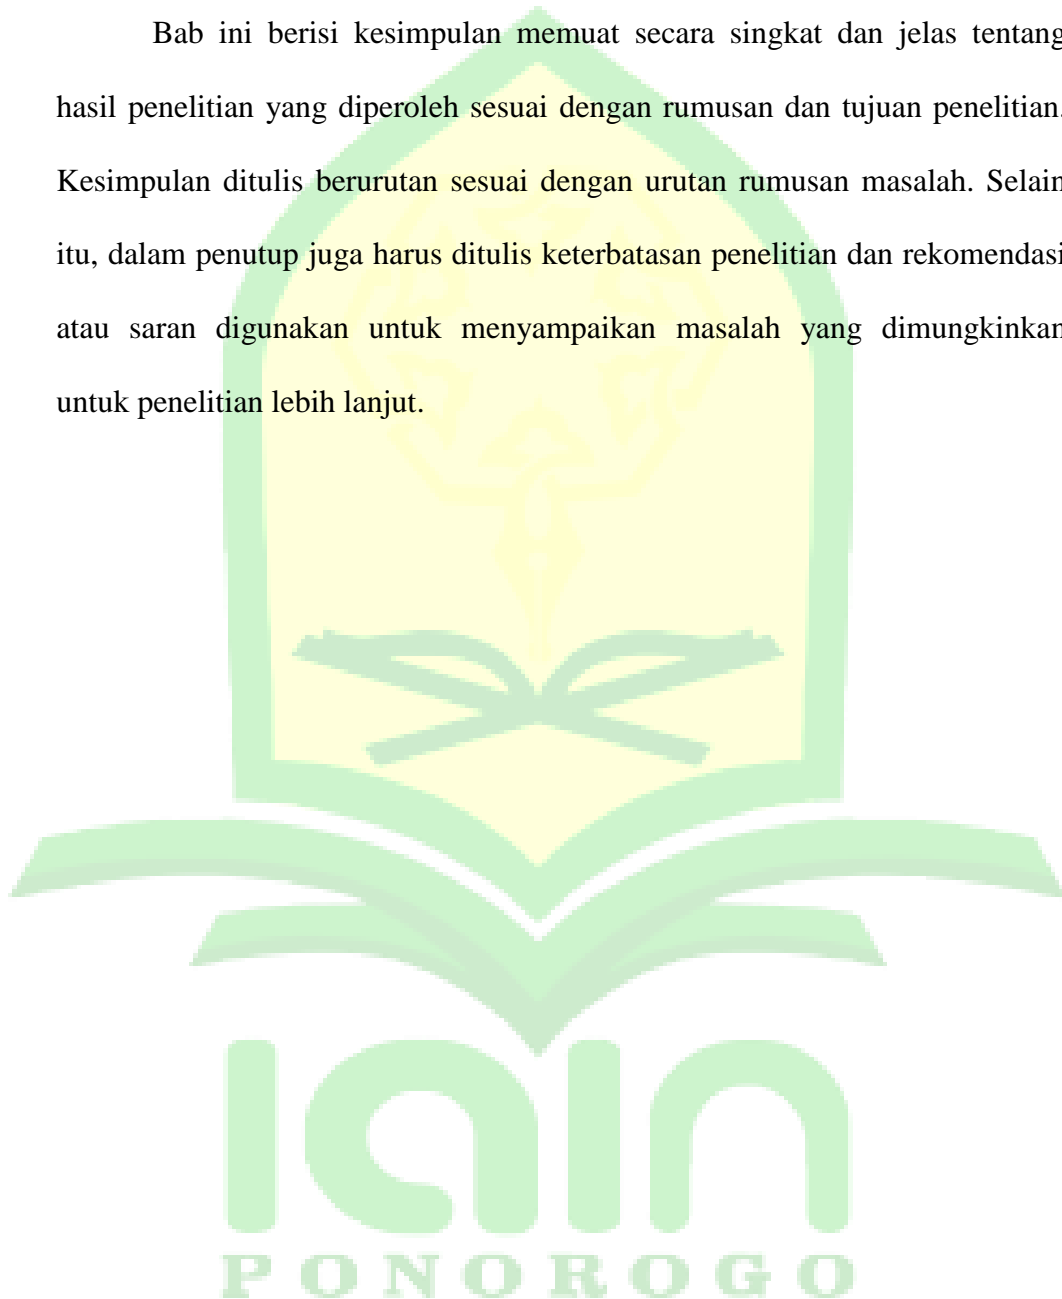 Bab ini berisi kesimpulan memuat secara singkat dan jelas tentang
hasil penelitian yang diperoleh sesuai dengan rumusan dan tujuan penelitian.
Kesimpulan ditulis berurutan sesuai dengan urutan rumusan masalah. Selain
itu, dalam penutup juga harus ditulis keterbatasan penelitian dan rekomendasi
atau saran digunakan untuk menyampaikan masalah yang dimungkinkan
untuk penelitian lebih lanjut.
iain
PONOROGO